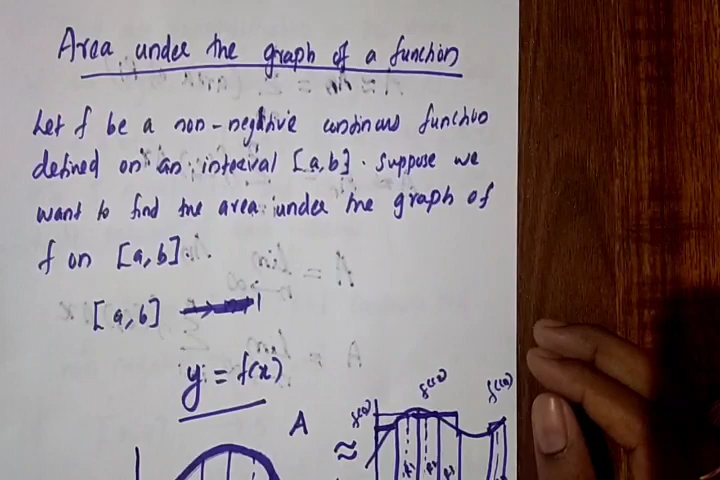 Area under the graph of a function
Let f be a non-negative continuous function
defined on an interval [a,b]. suppose we
want to find the area under the graph of
f on [a,b].
[a,b]
y = f(x)
A
≈